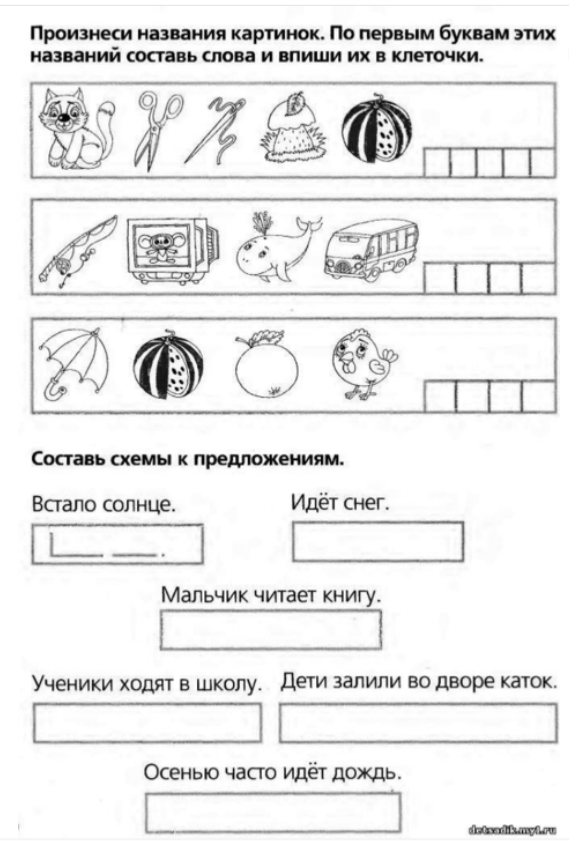 Произнеси названия картинок. По первым буквам этих
названий составь слова и впиши их в клеточки.
Составь схемы к предложениям.
Встало солнце.
Идёт снег.
Мальчик читает книгу.
Ученики ходят в школу.
Дети залили во дворе каток.
Осенью часто идёт дождь.
detsadik.my1.ru